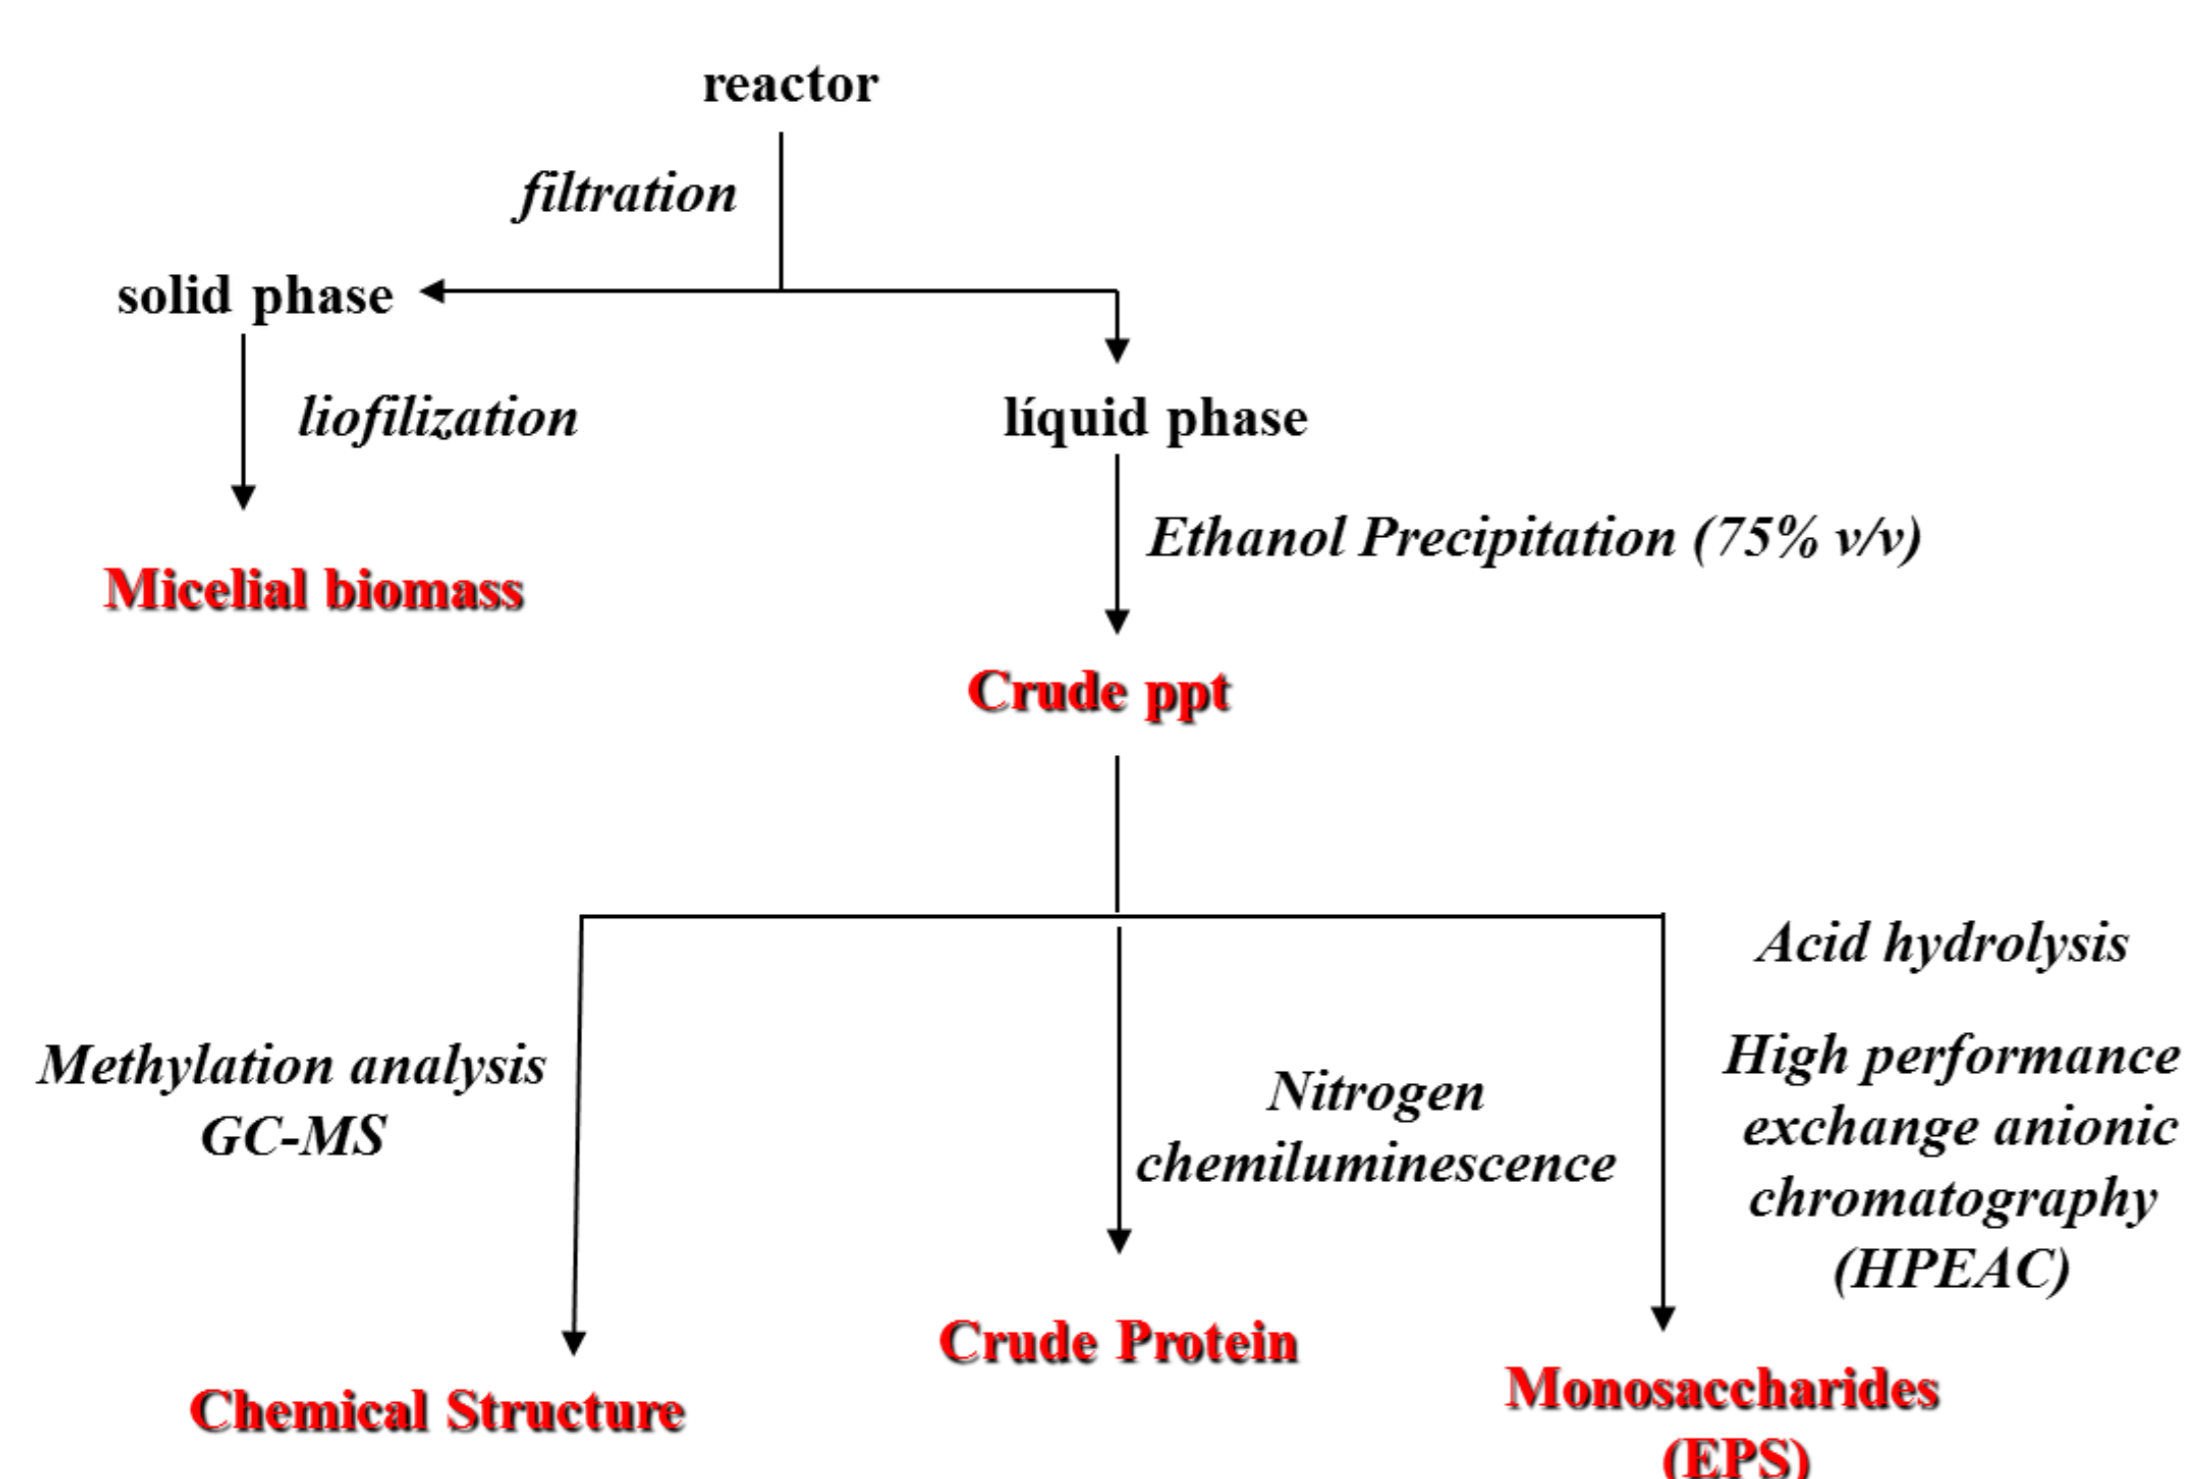 reactor
filtration
solid phase
liofilization
líquid phase
Ethanol Precipitation (75% v/v)
Micelial biomass
Crude ppt
Methylation analysis
GC-MS
Nitrogen
chemiluminescence
Acid hydrolysis
High performance
exchange anionic
chromatography
(HPEAC)
Chemical Structure
Crude Protein
Monosaccharides
(EPS)